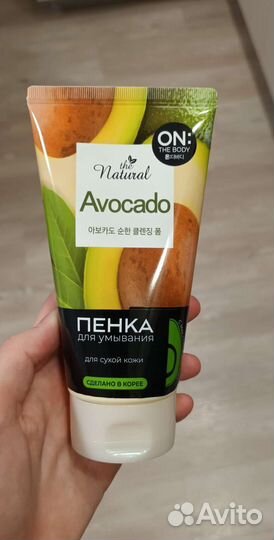 ON:
THE BODY
온더바디
the
Natural
Avocado
아보카도 순한 클렌징 폼
ПЕНКА
для умывания
для сухой кожи
СДЕЛАНО В КОРЕЕ
Avito